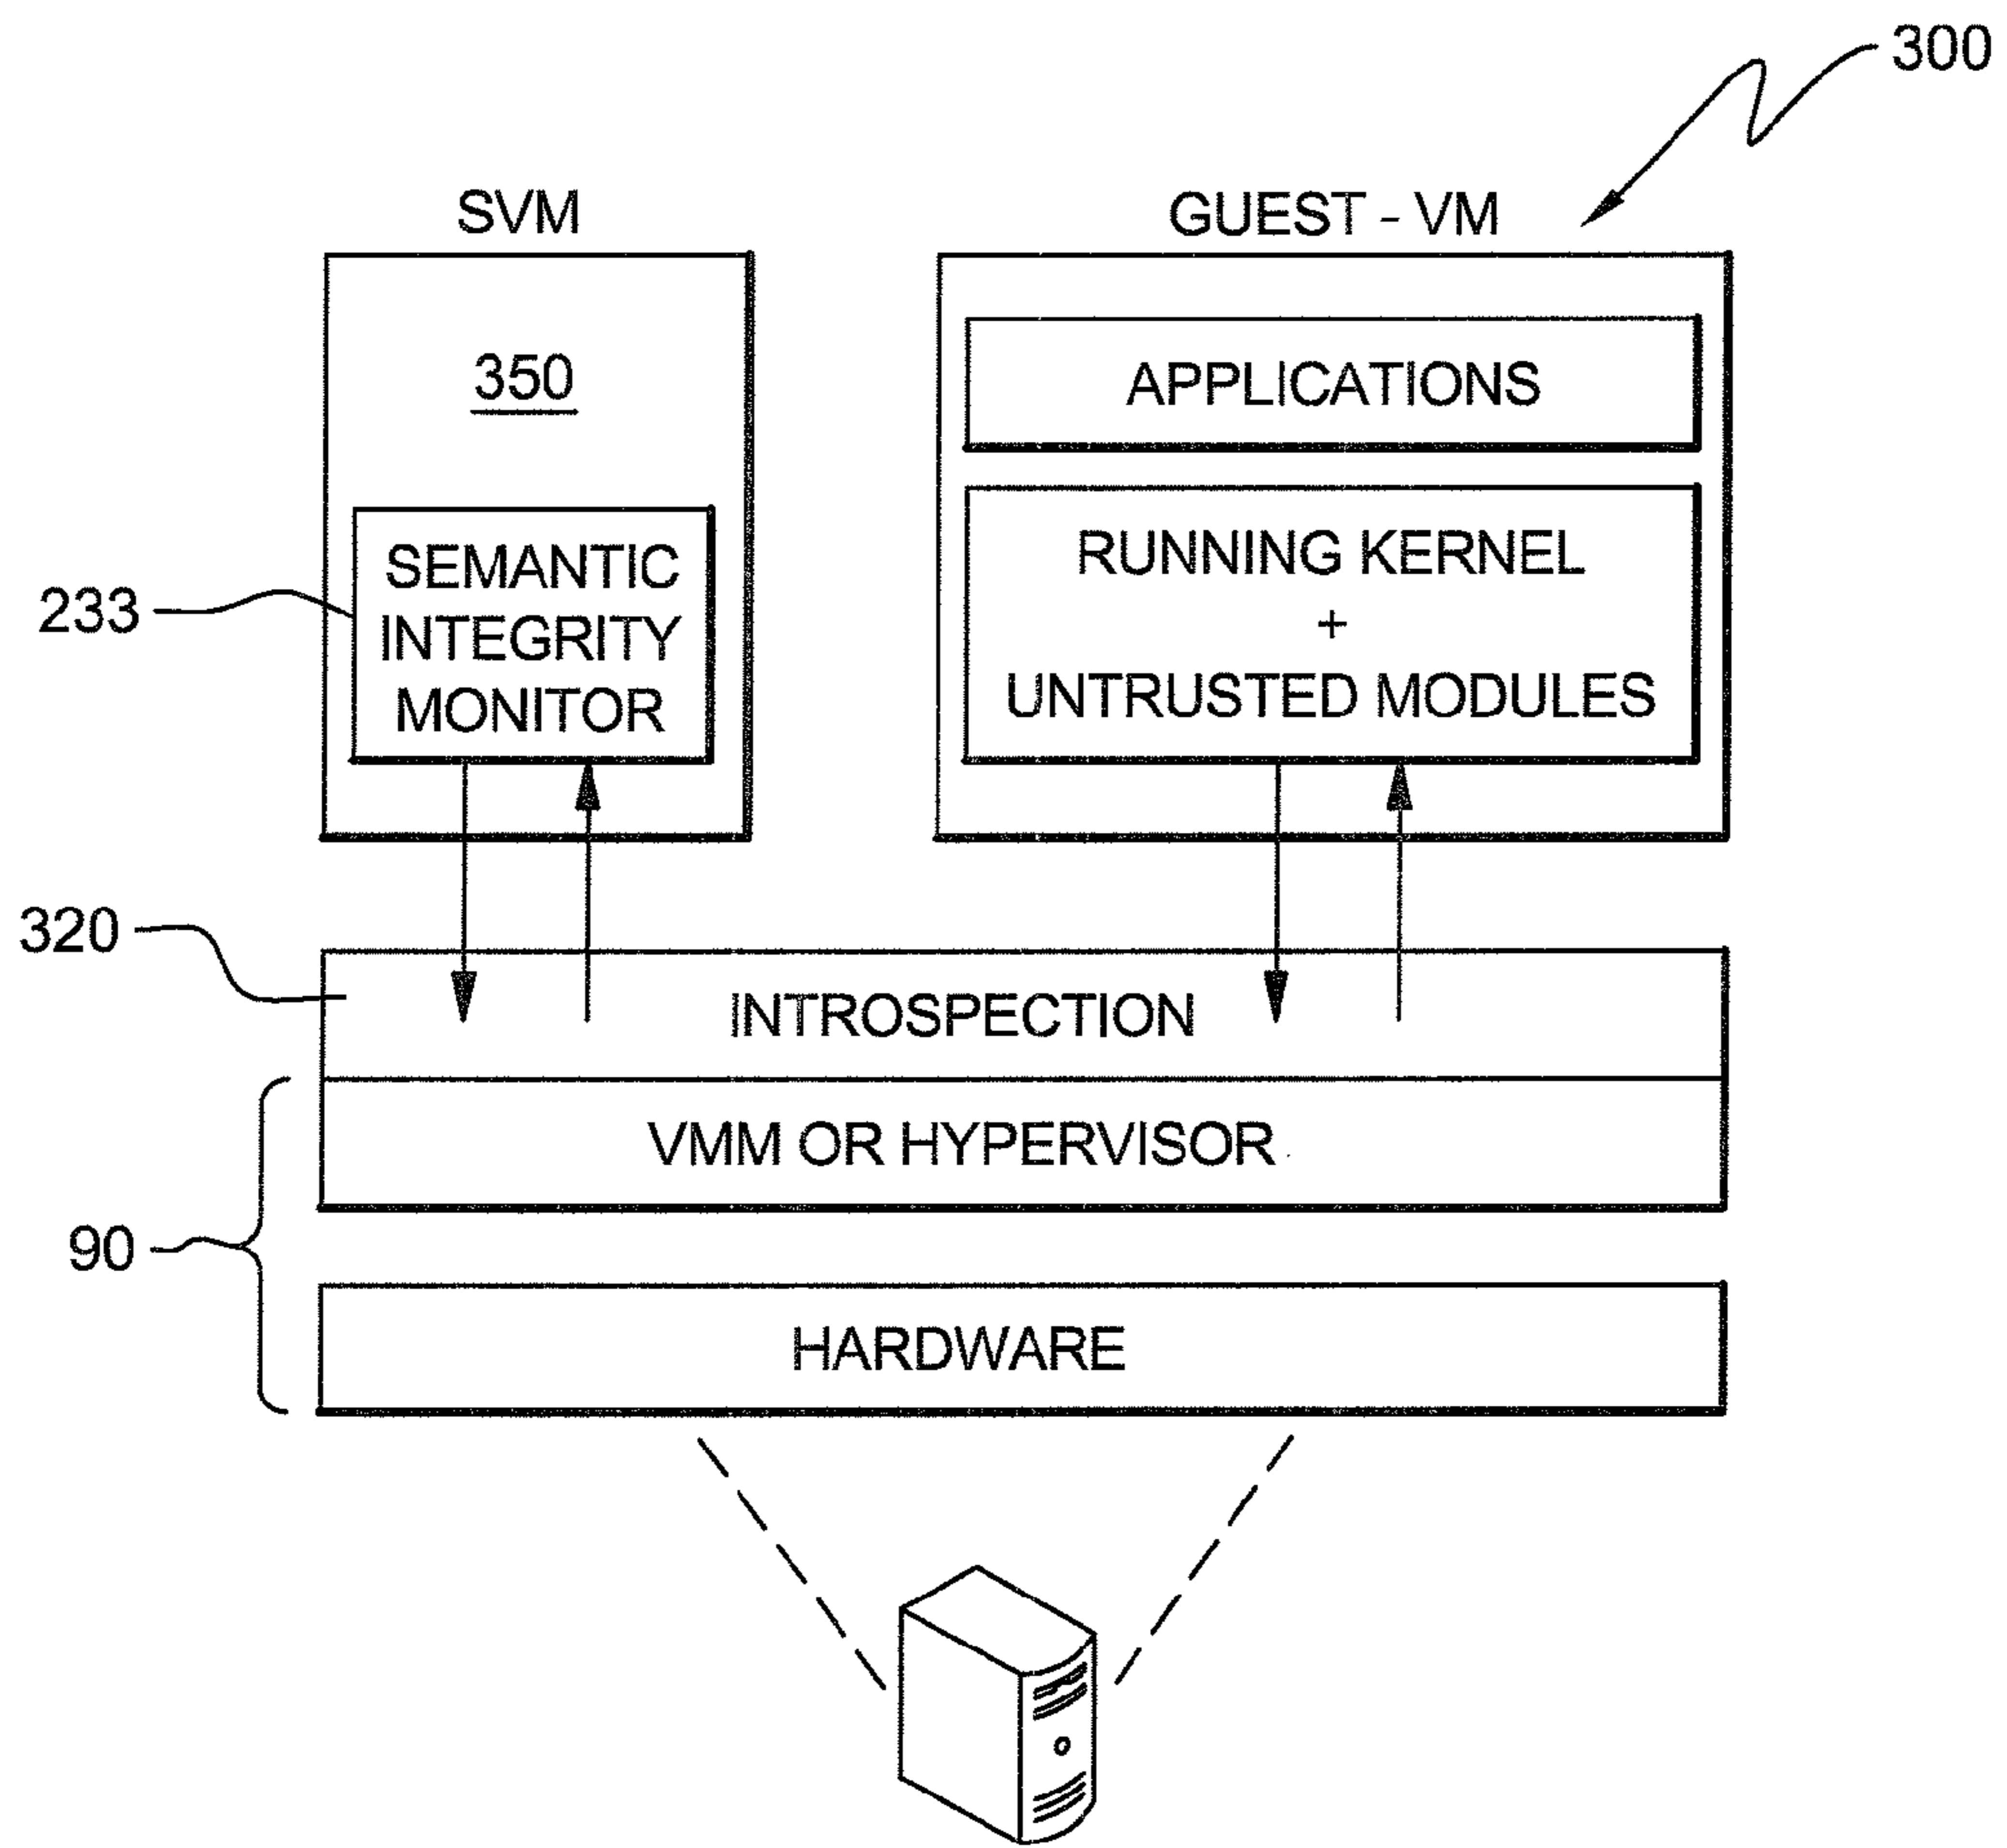 300
SVM
GUEST - VM
350
APPLICATIONS
SEMANTIC
INTEGRITY
MONITOR
233
RUNNING KERNEL
+
UNTRUSTED MODULES
320
INTROSPECTION
VMM OR HYPERVISOR
90
HARDWARE